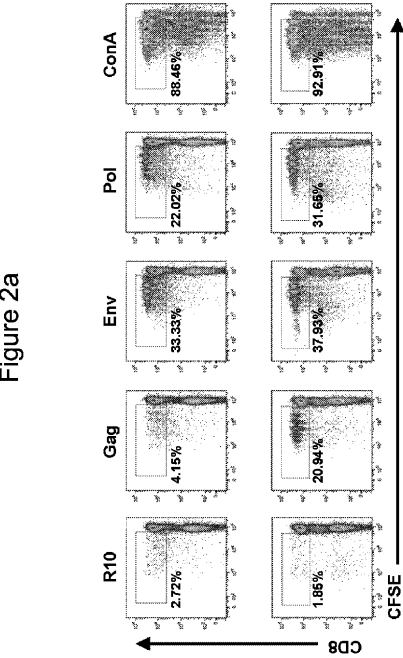 Figure 2a
R10 Gag Env Pol ConA
2.72% 4.15% 33.33% 22.02% 88.46%
1.85% 20.94% 37.93% 31.65% 92.91%
CD8
CFSE